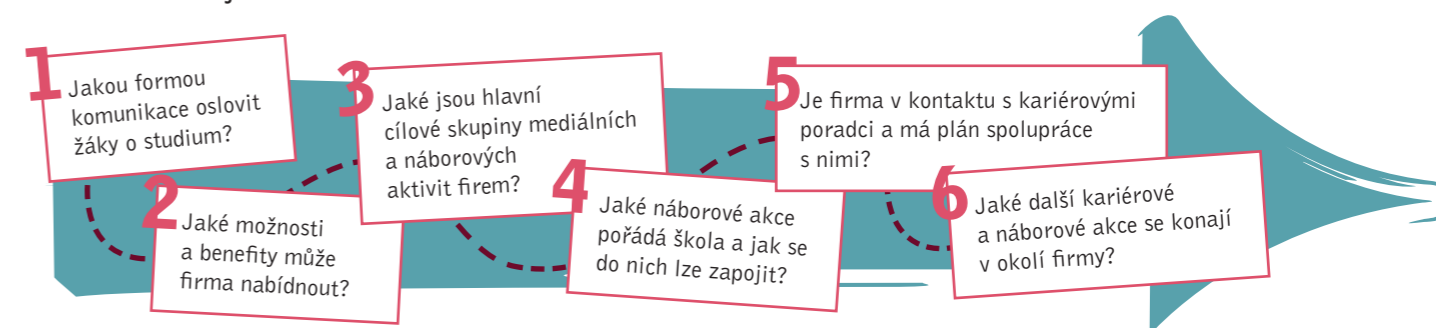 1
Jakou formou
komunikace oslovit
žáky o studium?
2
Jaké možnosti
a benefity může
firma nabídnout?
3
Jaké jsou hlavní
cílové skupiny mediálních
a náborových
aktivit firem?
4
Jaké náborové akce
pořádá škola a jak se
do nich lze zapojit?
5
Je firma v kontaktu s kariérovými
poradci a má plán spolupráce
s nimi?
6
Jaké další kariérové
a náborové akce se konají
v okolí firmy?